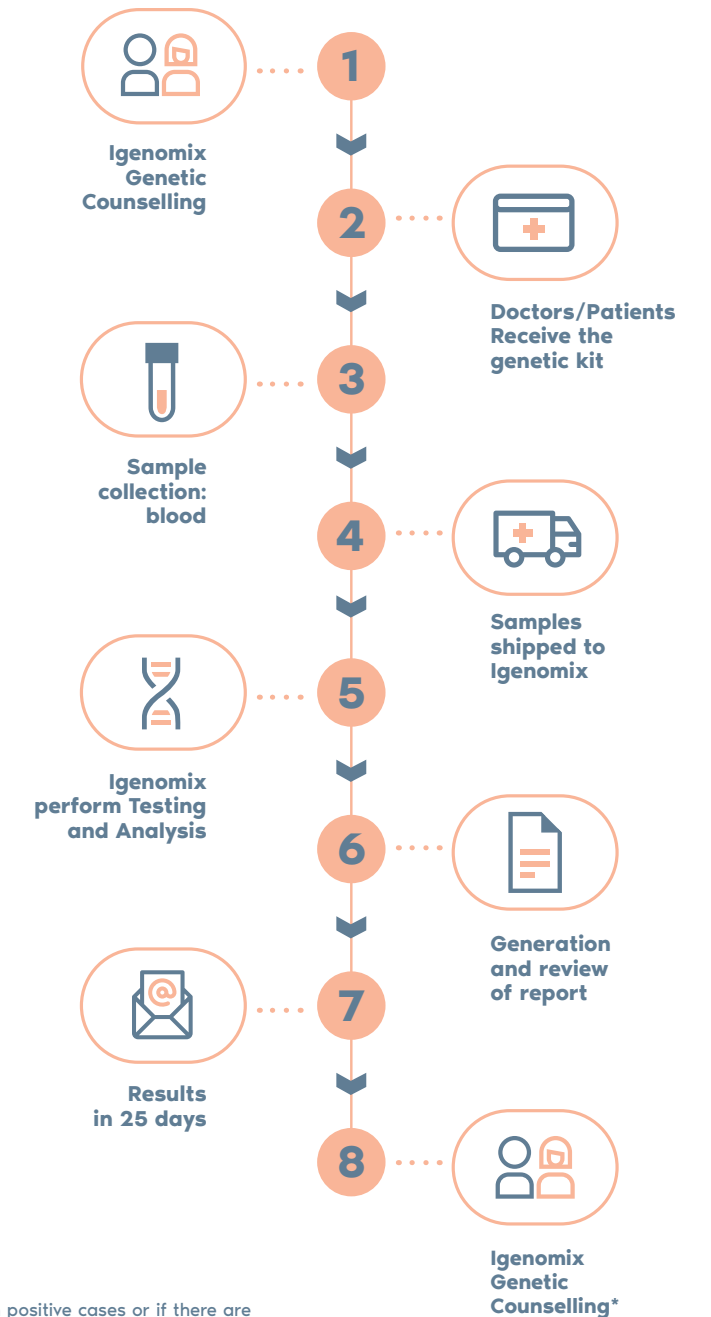 1
Igenomix
Genetic
Counselling
2
Doctors/Patients
Receive the
genetic kit
3
Sample
collection:
blood
4
Samples
shipped to
Igenomix
5
Igenomix
perform Testing
and Analysis
6
Generation
and review
of report
7
@
Results
in 25 days
8
Igenomix
Genetic
Counselling*
positive cases or if there are